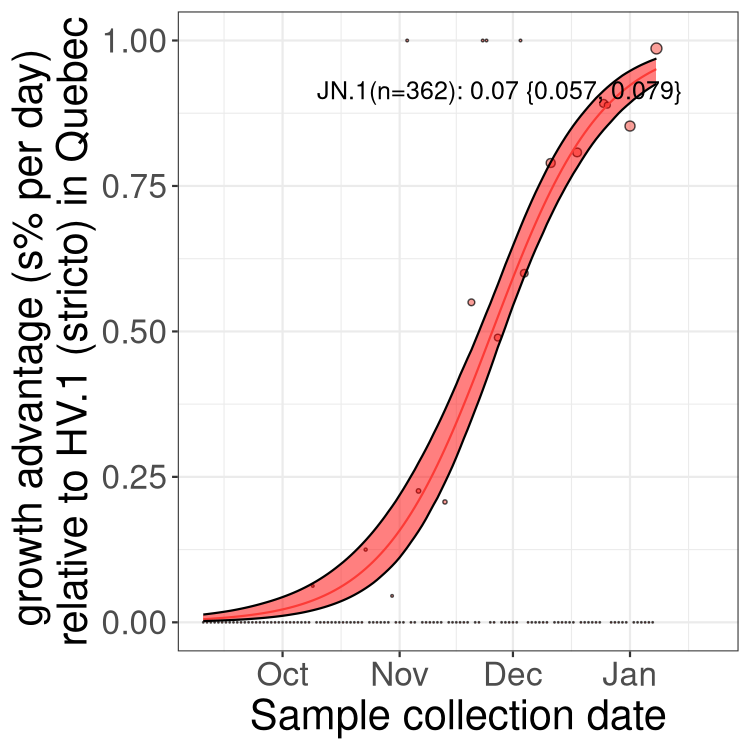 growth advantage (s% per day)
relative to HV.1 (stricto) in Quebec
1.00
0.75
0.50
0.25
0.00
JN.1(n=362): 0.07 {0.057, 0.079}
Oct Nov Dec Jan
Sample collection date